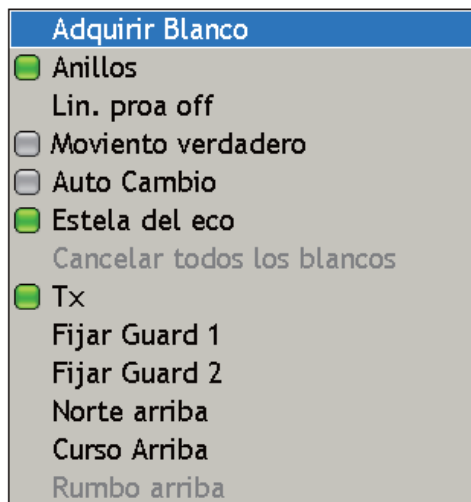 Adquirir Blanco
Anillos
Lin. proa off
Moviento verdadero
Auto Cambio
Estela del eco
Cancelar todos los blancos
Tx
Fijar Guard 1
Fijar Guard 2
Norte arriba
Curso Arriba
Rumbo arriba